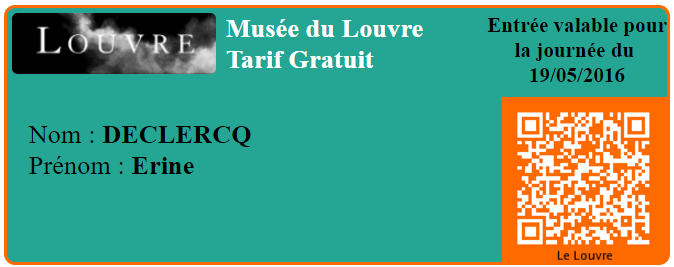 LOUVRE
Musée du Louvre
Tarif Gratuit
Entrée valable pour
la journée du
19/05/2016
Nom : DECLERCQ
Prénom : Erine
Le Louvre